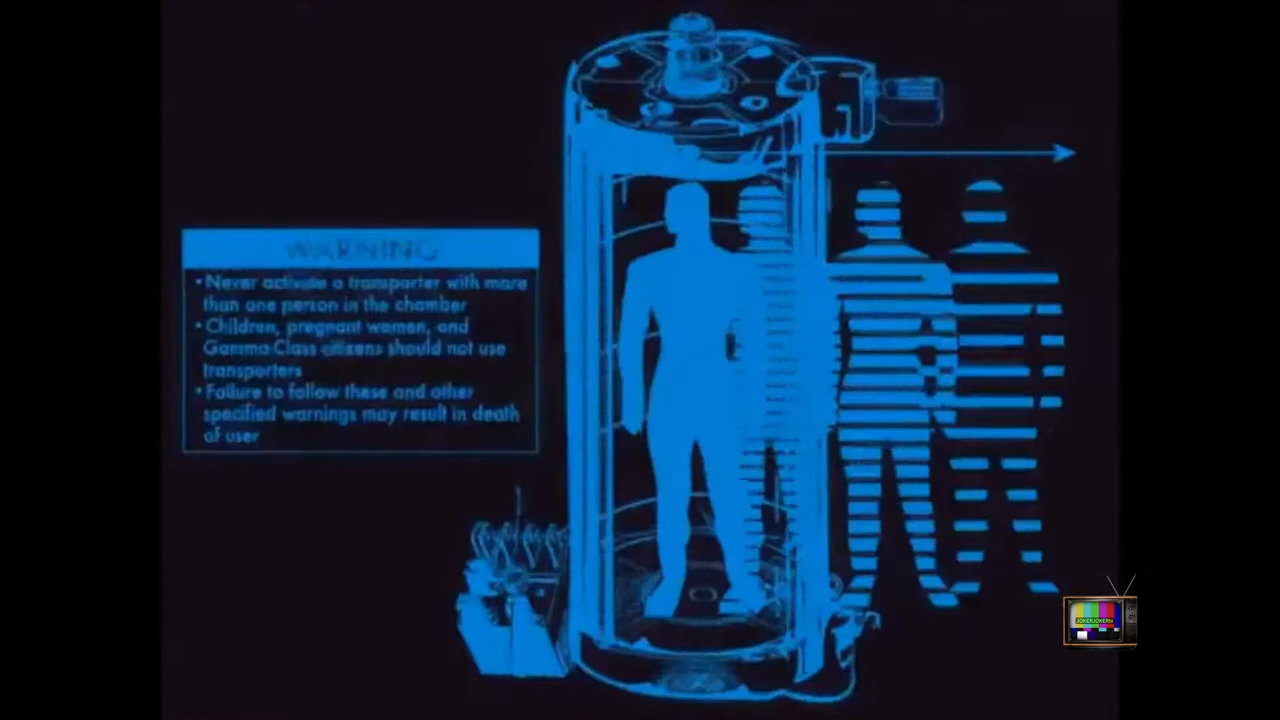 WARNING
• Never activate a transporter with more
than one person in the chamber
• Children, pregnant women, and
Gamma-Class citizens should not use
transporters
• Failure to follow these and other
specified warnings may result in death
of user
JOKERJOKERtv